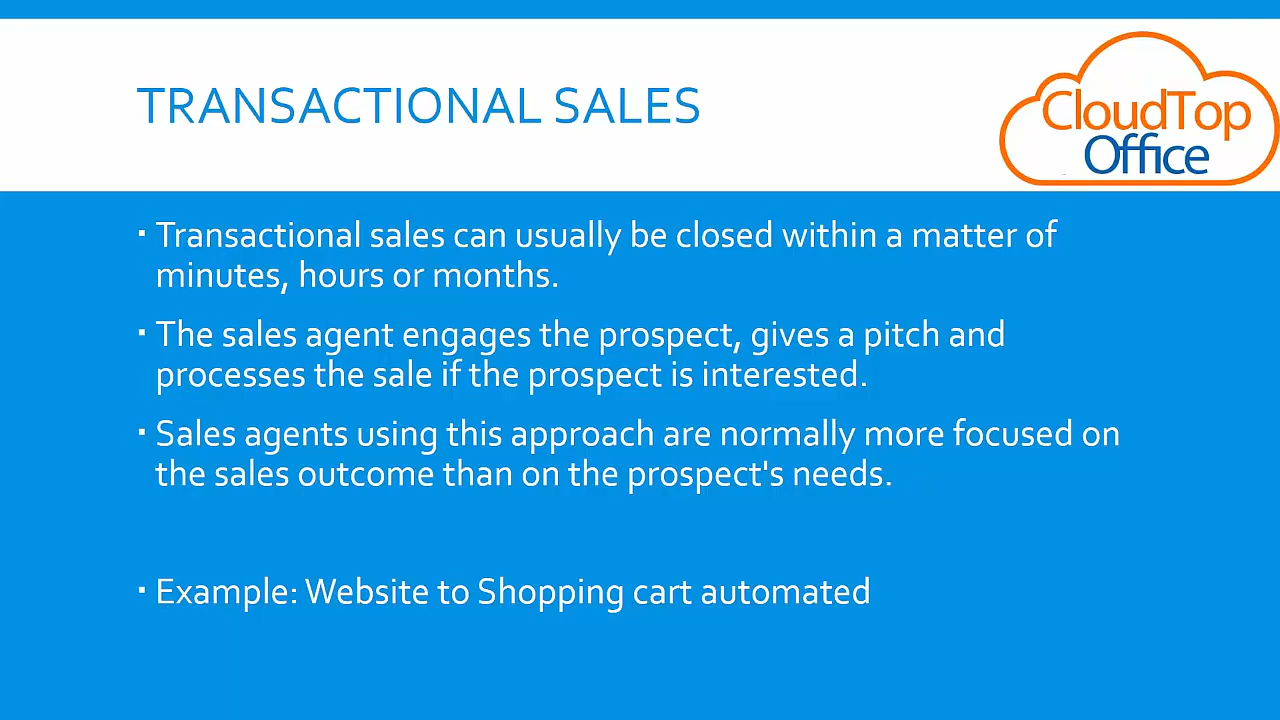 TRANSACTIONAL SALES
CloudTop
Office
▪ Transactional sales can usually be closed within a matter of
minutes, hours or months.
▪ The sales agent engages the prospect, gives a pitch and
processes the sale if the prospect is interested.
▪ Sales agents using this approach are normally more focused on
the sales outcome than on the prospect's needs.
▪ Example: Website to Shopping cart automated